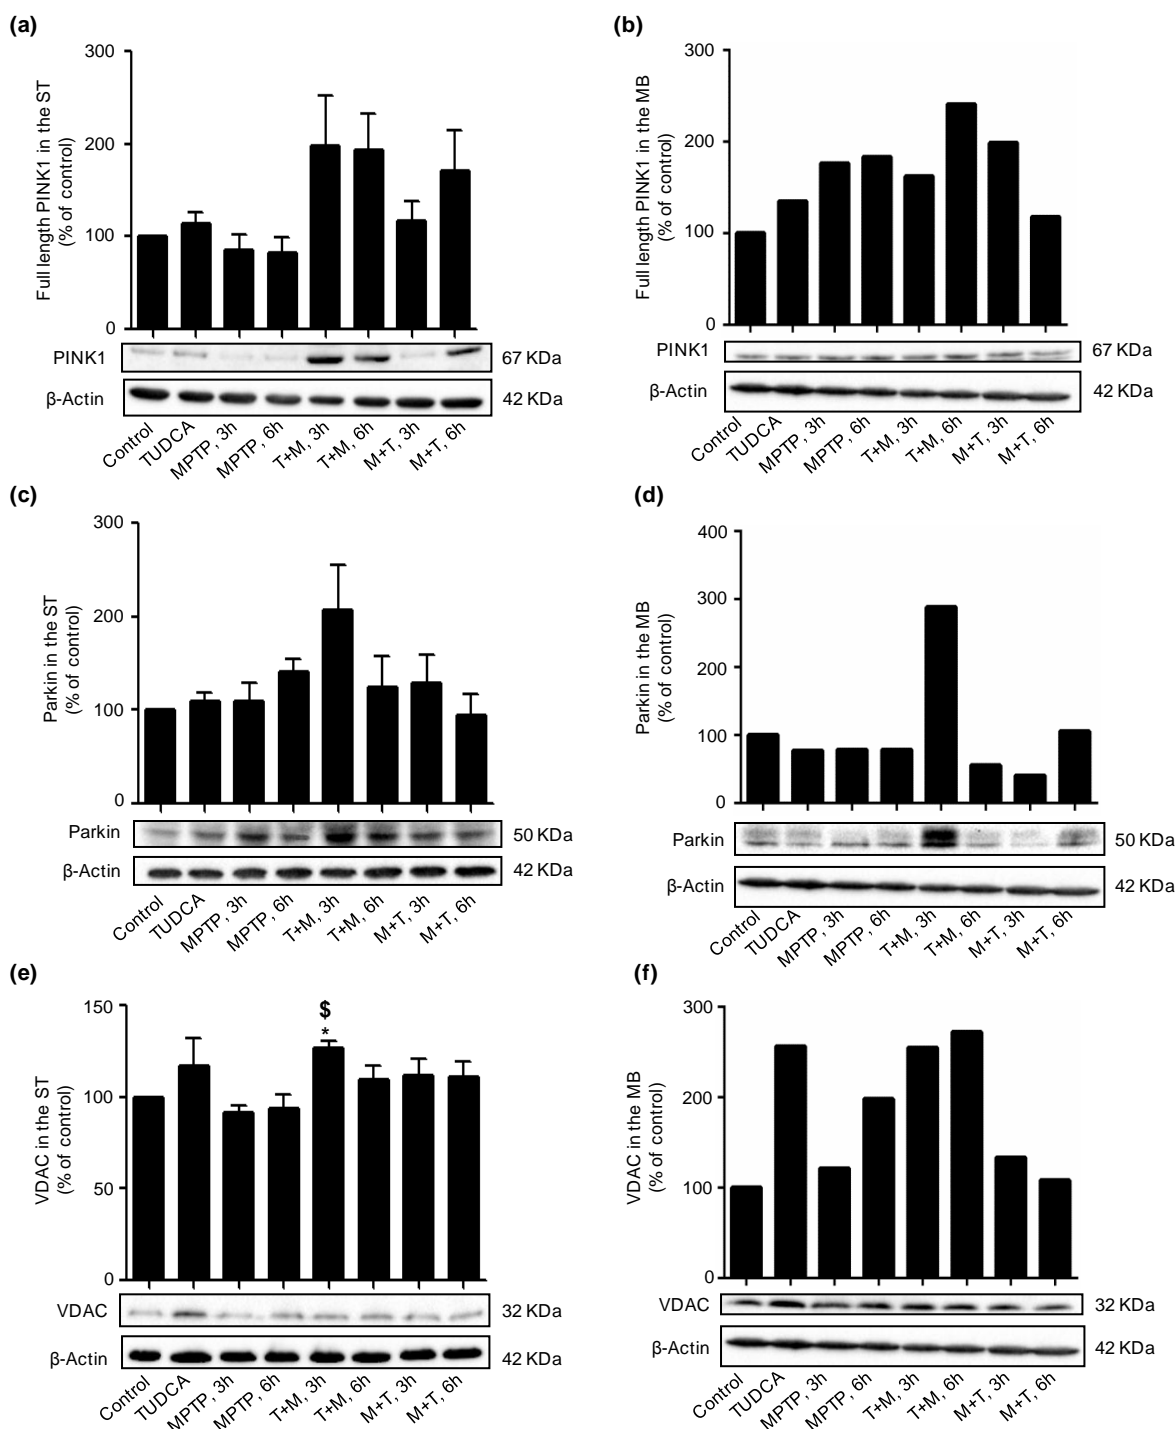 (a)
Full length PINK1 in the ST
(% of control)
300
200
100
0
PINK1
67 KDa
β-Actin
42 KDa
Control
TUDCA
MPTP, 3h
MPTP, 6h
T+M, 3h
T+M, 6h
M+T, 3h
M+T, 6h
(b)
Full length PINK1 in the MB
(% of control)
300
200
100
0
PINK1
67 KDa
β-Actin
42 KDa
Control
TUDCA
MPTP, 3h
MPTP, 6h
T+M, 3h
T+M, 6h
M+T, 3h
M+T, 6h
(c)
Parkin in the ST
(% of control)
300
200
100
0
Parkin
50 KDa
β-Actin
42 KDa
Control
TUDCA
MPTP, 3h
MPTP, 6h
T+M, 3h
T+M, 6h
M+T, 3h
M+T, 6h
(d)
Parkin in the MB
(% of control)
400
300
200
100
0
Parkin
50 KDa
β-Actin
42 KDa
Control
TUDCA
MPTP, 3h
MPTP, 6h
T+M, 3h
T+M, 6h
M+T, 3h
M+T, 6h
(e)
VDAC in the ST
(% of control)
150
100
50
0
$
*
VDAC
32 KDa
β-Actin
42 KDa
Control
TUDCA
MPTP, 3h
MPTP, 6h
T+M, 3h
T+M, 6h
M+T, 3h
M+T, 6h
(f)
VDAC in the MB
(% of control)
300
200
100
0
VDAC
32 KDa
β-Actin
42 KDa
Control
TUDCA
MPTP, 3h
MPTP, 6h
T+M, 3h
T+M, 6h
M+T, 3h
M+T, 6h